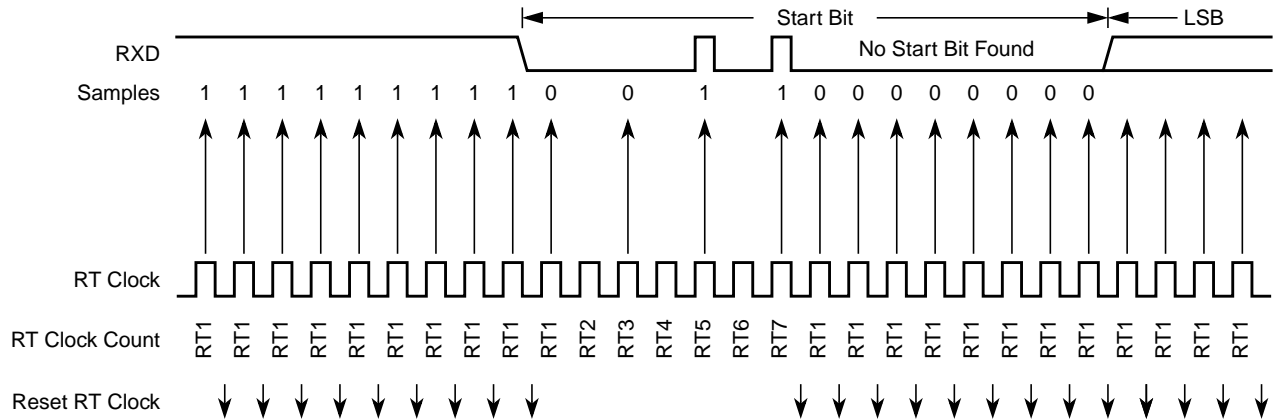 Start Bit LSB
RXD No Start Bit Found
Samples 1 1 1 1 1 1 1 1 1 0 0 1 1 0 0 0 0 0 0 0 0
RT Clock
RT Clock Count RT1 RT1 RT1 RT1 RT1 RT1 RT1 RT1 RT1 RT1 RT2 RT3 RT4 RT5 RT6 RT7 RT1 RT1 RT1 RT1 RT1 RT1 RT1 RT1 RT1 RT1 RT1 RT1
Reset RT Clock